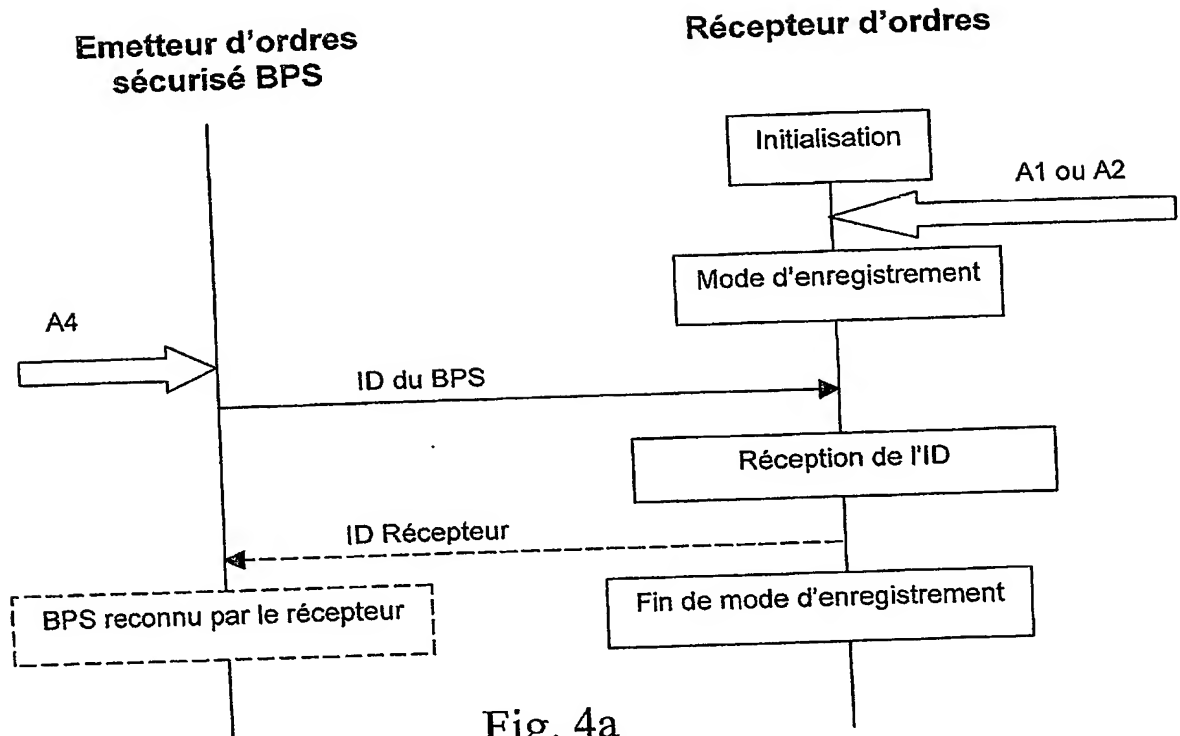 Emetteur d'ordres
sécurisé BPS
Récepteur d'ordres
Initialisation
A1 ou A2
Mode d'enregistrement
A4
ID du BPS
Réception de l'ID
ID Récepteur
BPS reconnu par le récepteur
Fin de mode d'enregistrement
Fig. 4a